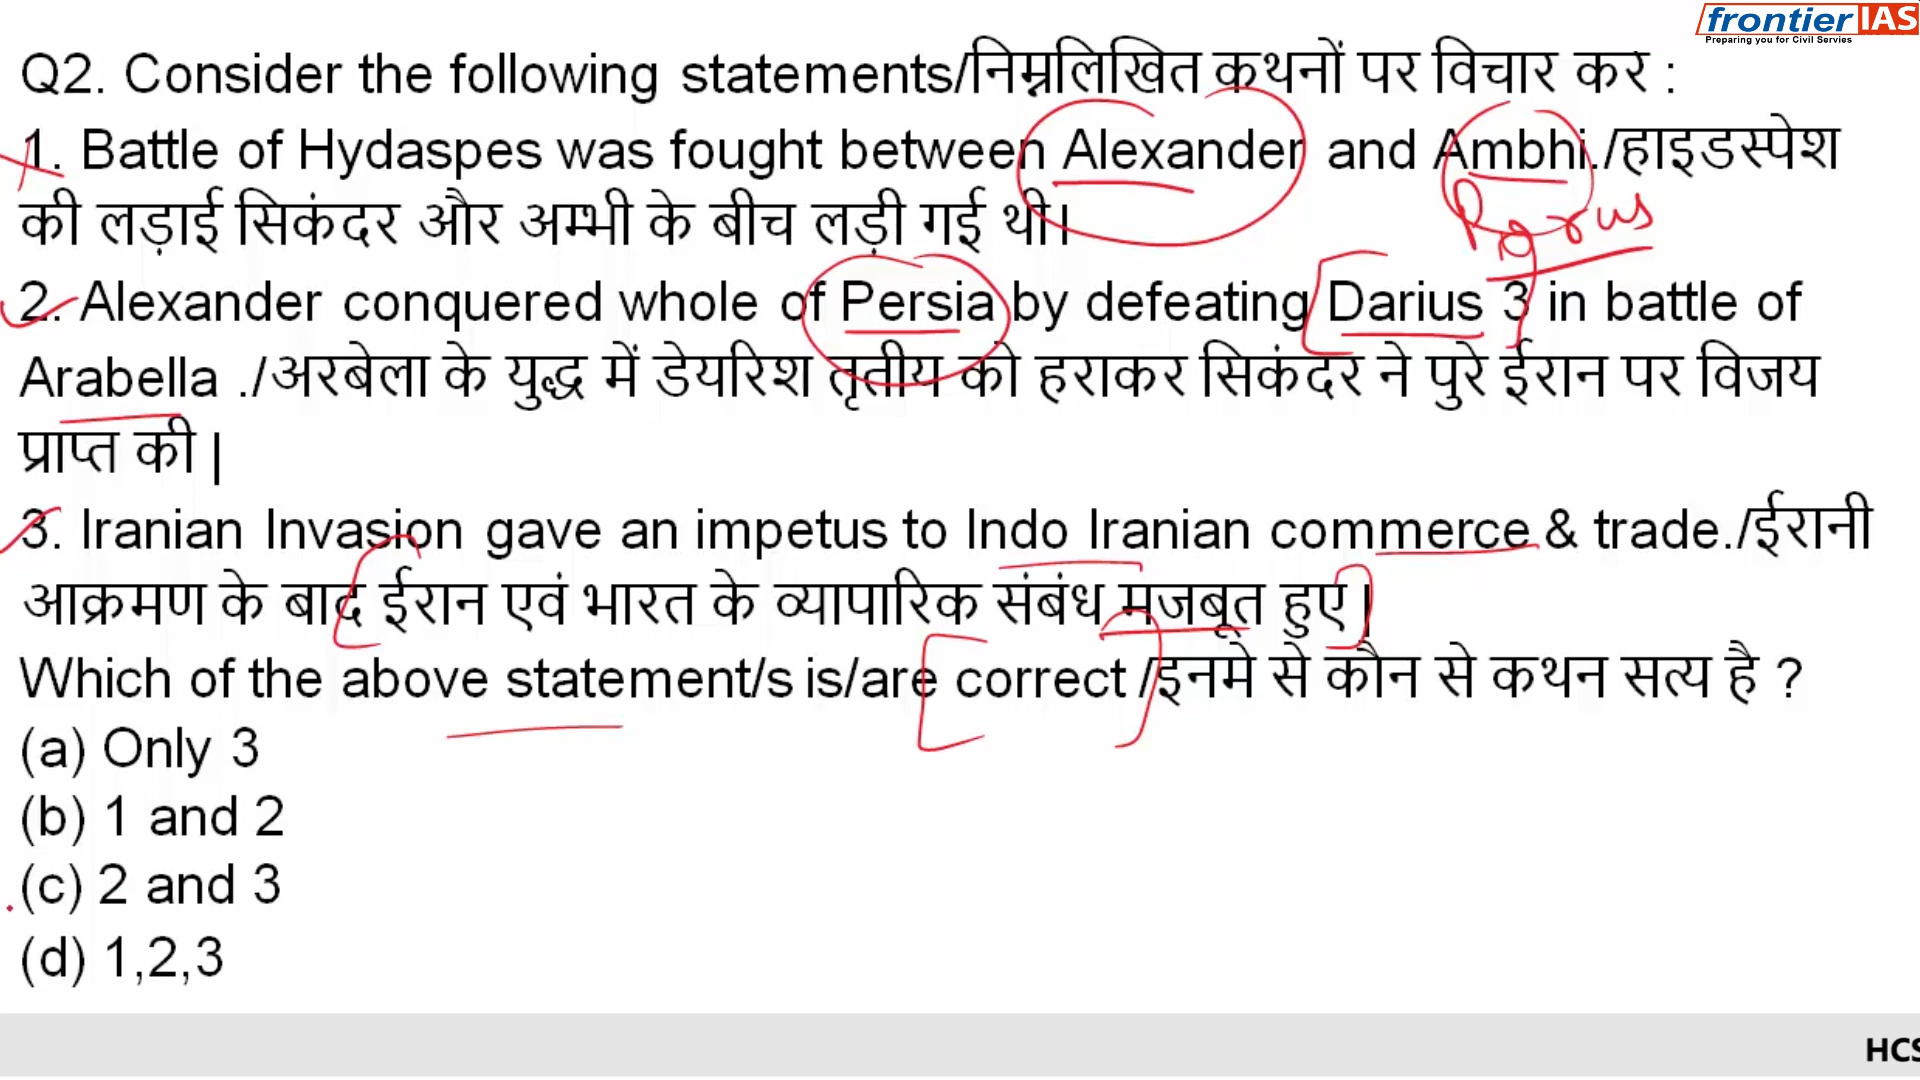 frontier IAS
Preparing you for Civil Servies
Q2. Consider the following statements/निम्नलिखित कथनों पर विचार करे :
1. Battle of Hydaspes was fought between Alexander and Ambhi./हाइडस्पेश
की लड़ाई सिकंदर और अम्भी के बीच लड़ी गई थी।
Porus
2. Alexander conquered whole of Persia by defeating Darius 3 in battle of
Arabella ./अरबेला के युद्ध में डेयरिश तृतीय को हराकर सिकंदर ने पुरे ईरान पर विजय
प्राप्त की |
3. Iranian Invasion gave an impetus to Indo Iranian commerce & trade./ईरानी
आक्रमण के बाद ईरान एवं भारत के व्यापारिक संबंध मजबूत हुए |
Which of the above statement/s is/are correct /इनमे से कौन से कथन सत्य है ?
(a) Only 3
(b) 1 and 2
(c) 2 and 3
(d) 1,2,3
HCS